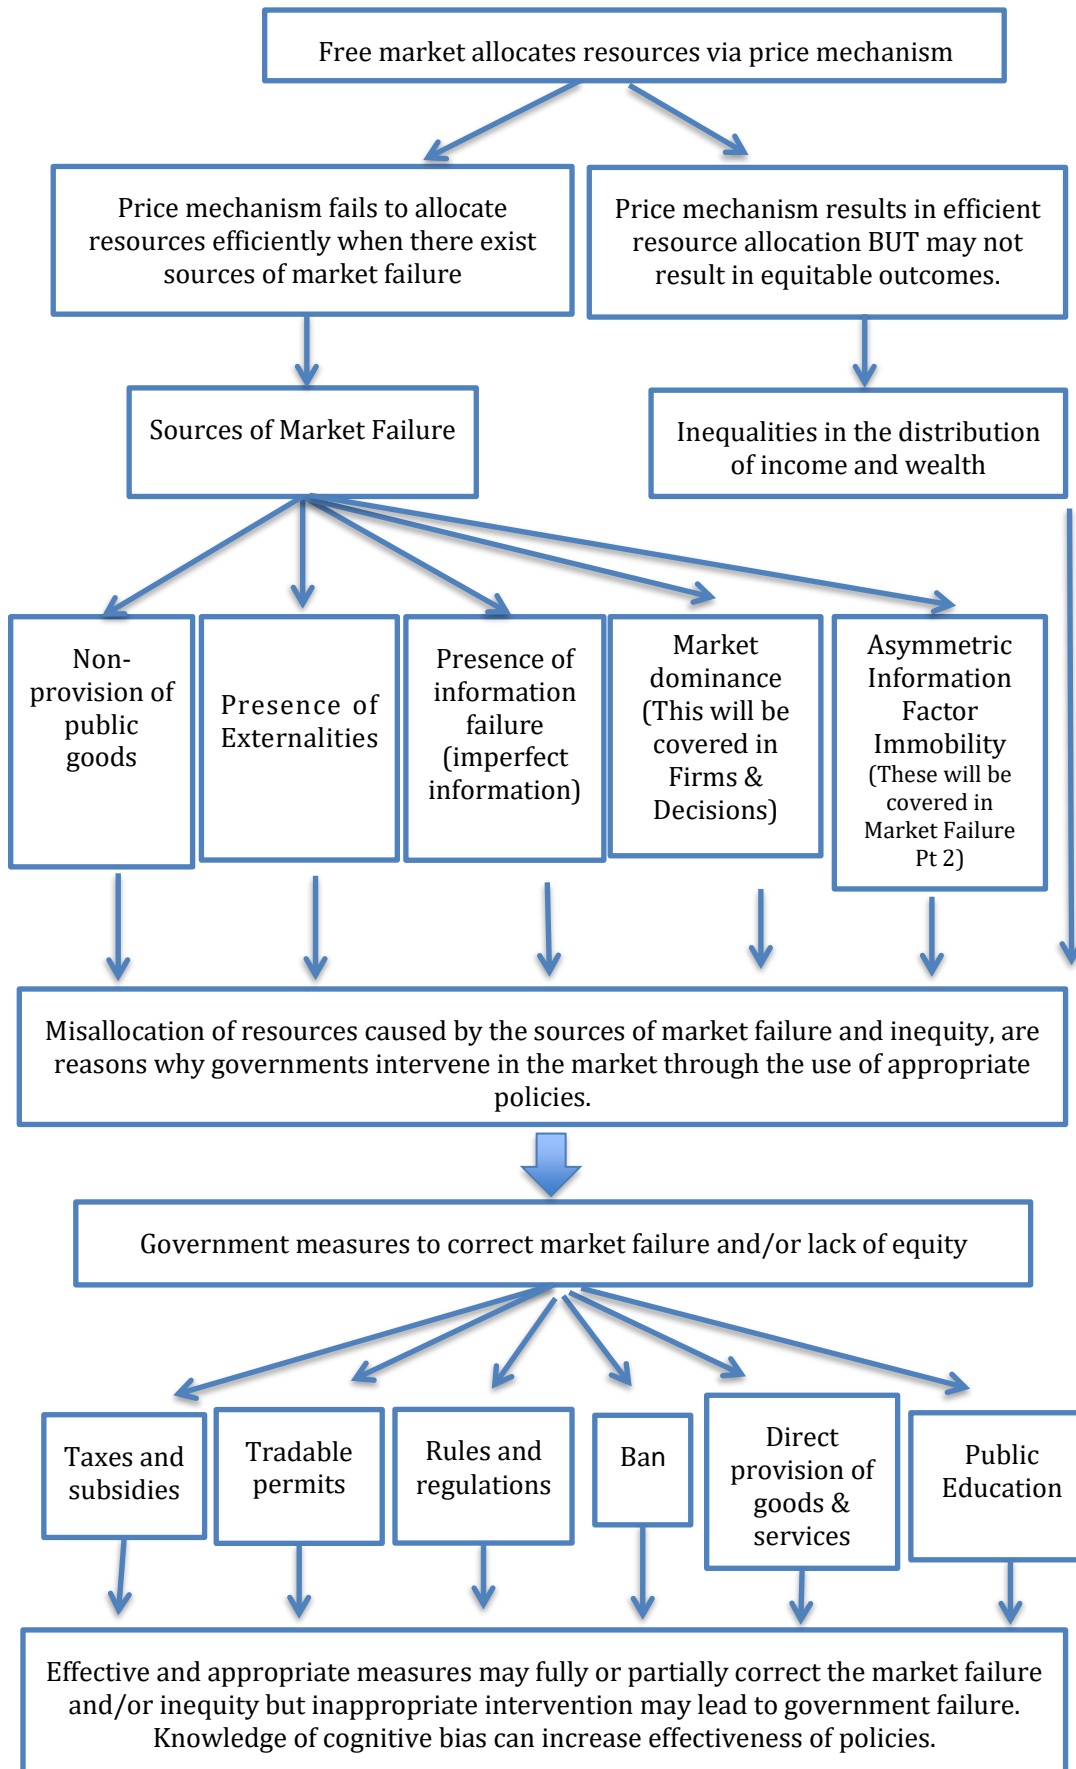 Free market allocates resources via price mechanism
Price mechanism fails to allocate
resources efficiently when there exist
sources of market failure
Price mechanism results in efficient
resource allocation BUT may not
result in equitable outcomes.
Sources of Market Failure
Inequalities in the distribution
of income and wealth
Non-
provision of
public
goods
Presence of
Externalities
Presence of
information
failure
(imperfect
information)
Market
dominance
(This will be
covered in
Firms &
Decisions)
Asymmetric
Information
Factor
Immobility
(These will be
covered in
Market Failure
Pt 2)
Misallocation of resources caused by the sources of market failure and inequity, are
reasons why governments intervene in the market through the use of appropriate
policies.
Government measures to correct market failure and/or lack of equity
Taxes and
subsidies
Tradable
permits
Rules and
regulations
Ban
Direct
provision of
goods &
services
Public
Education
Effective and appropriate measures may fully or partially correct the market failure
and/or inequity but inappropriate intervention may lead to government failure.
Knowledge of cognitive bias can increase effectiveness of policies.